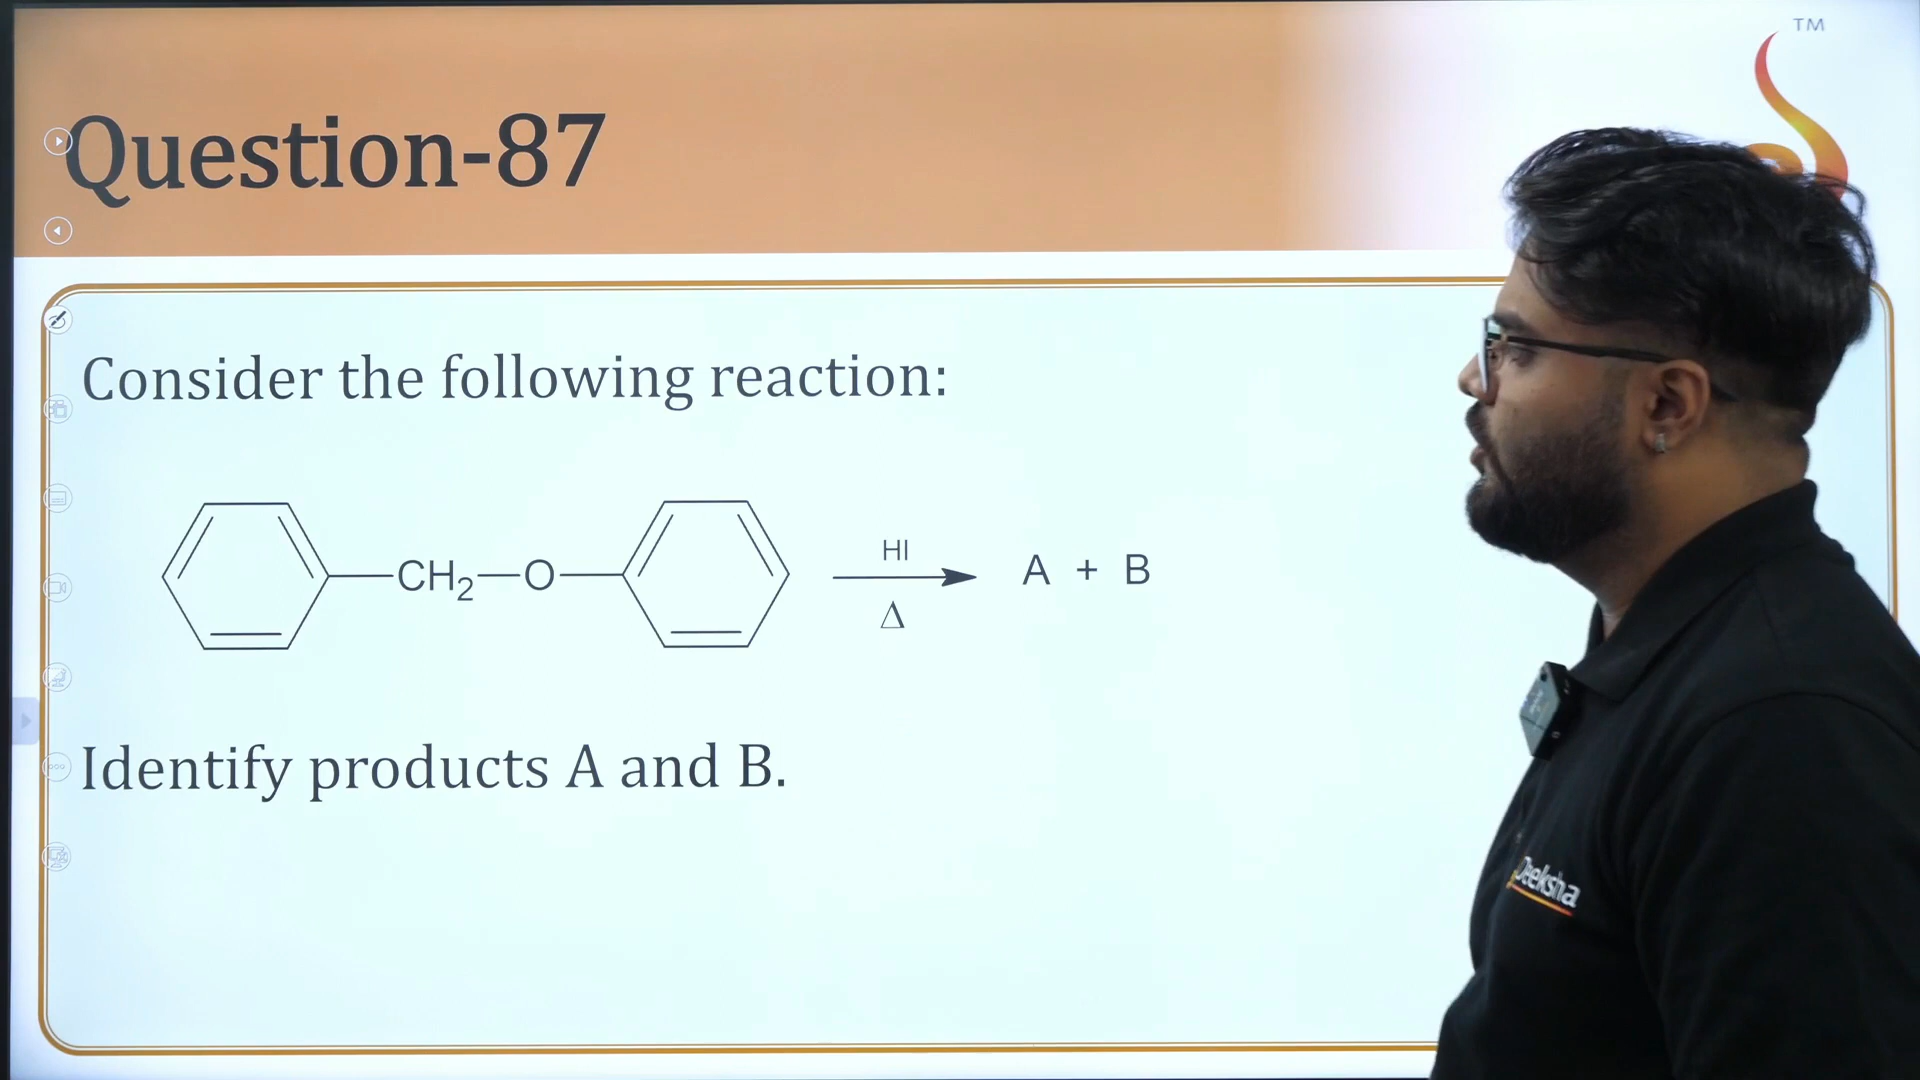 TM
Question-87
Consider the following reaction:
CH2 O
HI
Δ
A + B
Identify products A and B.
Deeksha